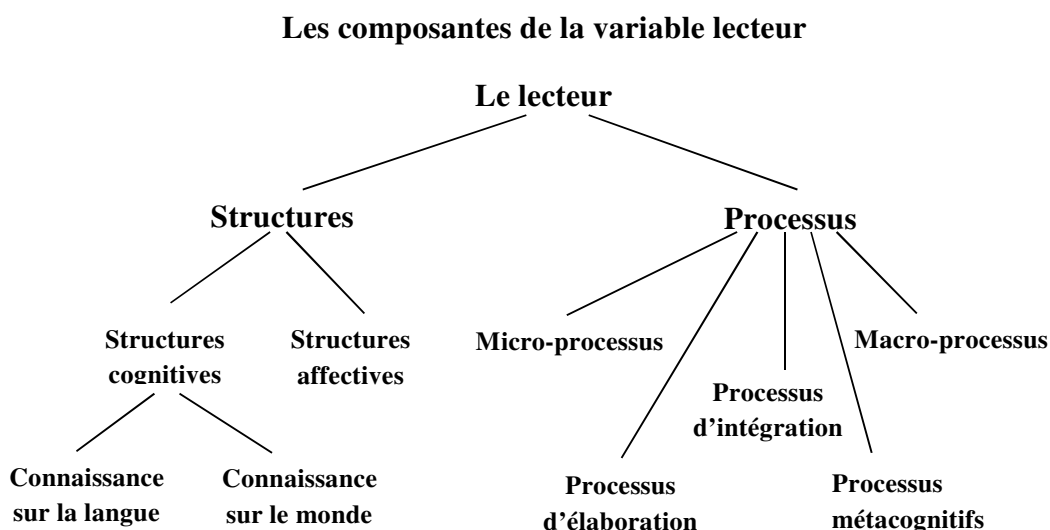 Les composantes de la variable lecteur
Le lecteur
Structures
Processus
Structures
cognitives
Structures
affectives
Micro-processus
Macro-processus
Processus
d’intégration
Connaissance
sur la langue
Connaissance
sur le monde
Processus
d’élaboration
Processus
métacognitifs